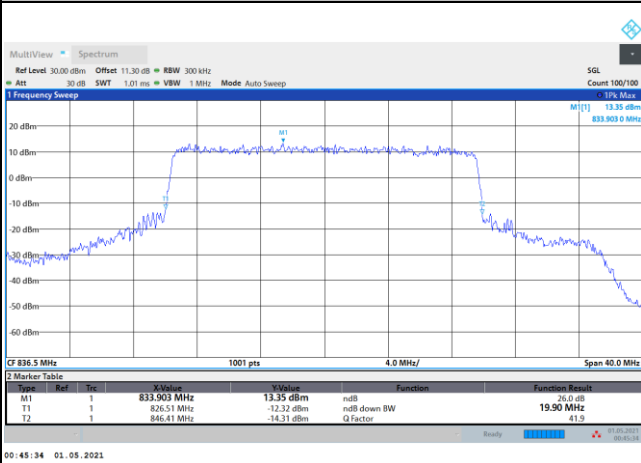 MultiView Spectrum
Ref Level 30.00 dBm Offset 11.30 dB RBW 300 kHz SGL
Att 30 dB SWT 1.01 ms VBW 1 MHz Mode Auto Sweep Count 100/100
1 Frequency Sweep 1Pk Max
M1[1] 13.35 dBm
833.903 0 MHz
20 dBm
M1
10 dBm
0 dBm
-10 dBm
-20 dBm
-30 dBm
-40 dBm
-50 dBm
-60 dBm
CF 836.5 MHz 1001 pts 4.0 MHz/ Span 40.0 MHz
2 Marker Table
Type Ref Trc X-Value Y-Value Function Function Result
M1 1 833.903 MHz 13.35 dBm ndB 26.0 dB
T1 1 826.51 MHz -12.32 dBm ndB down BW 19.90 MHz
T2 1 846.41 MHz -14.31 dBm Q Factor 41.9
Ready 01.05.2021
00:45:34
00:45:34 01.05.2021